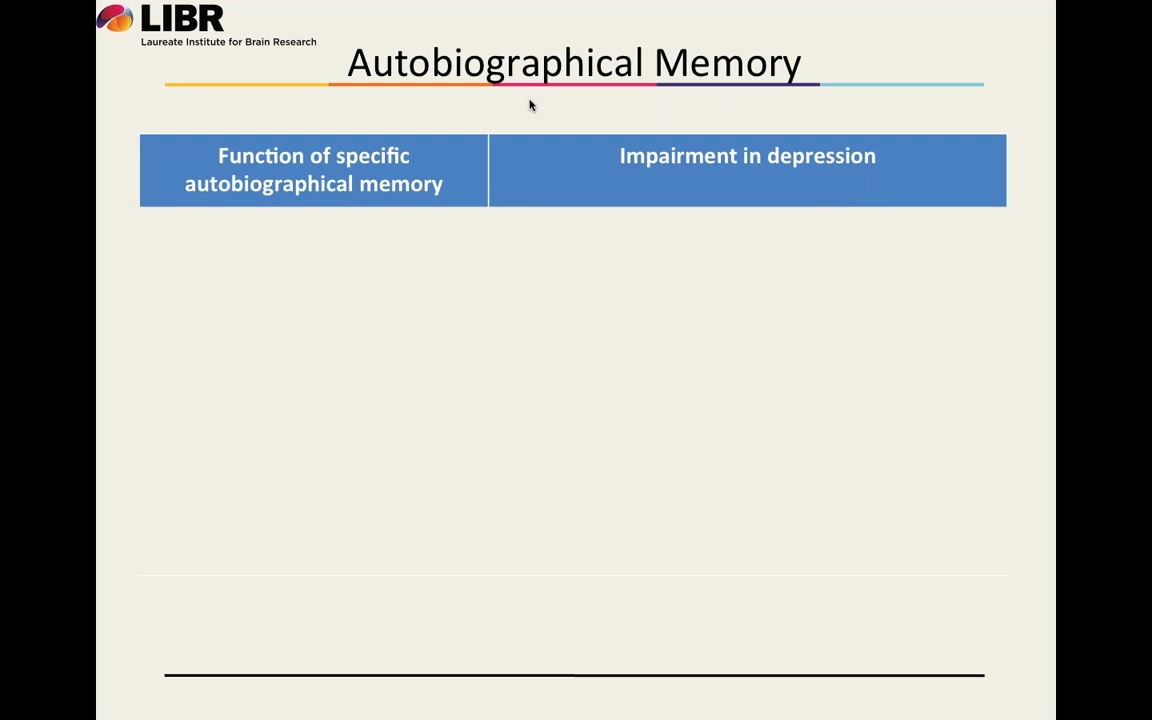 LIBR
Laureate Institute for Brain Research
Autobiographical Memory
Function of specific
autobiographical memory
Impairment in depression